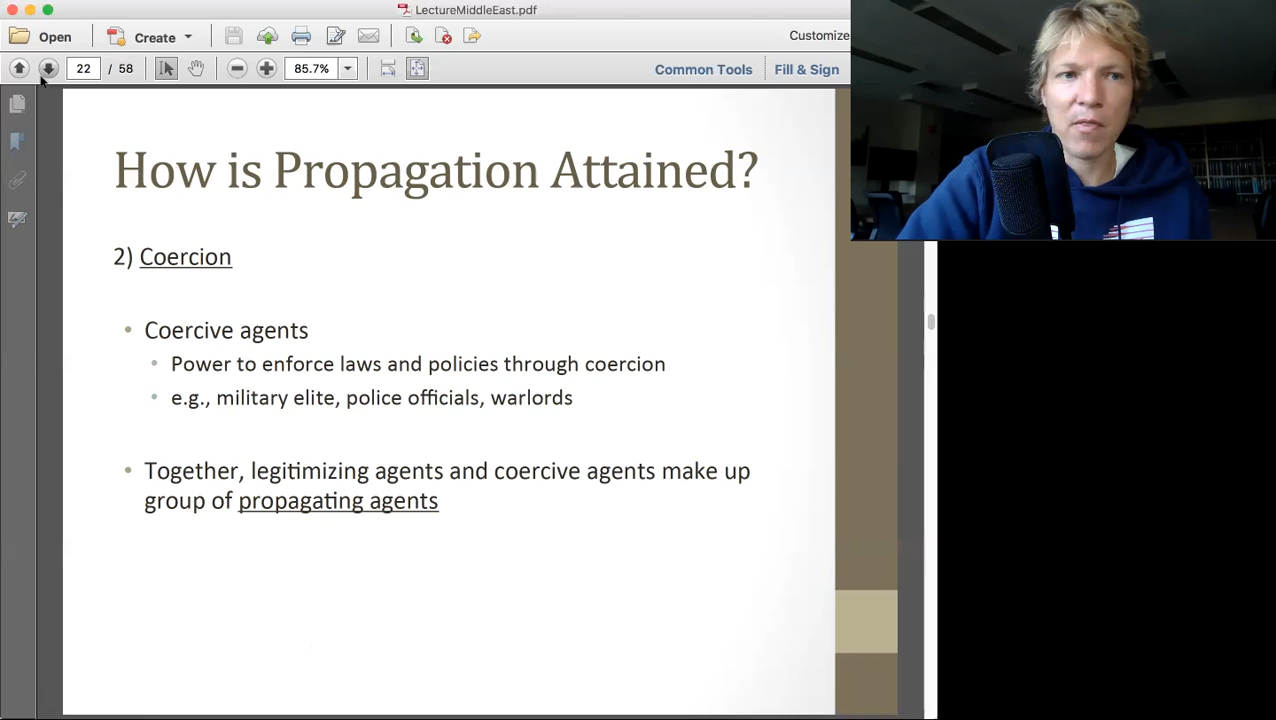 LectureMiddleEast.pdf
Open Create Customize
22 / 58 85.7% Common Tools Fill & Sign
How is Propagation Attained?
2) Coercion
• Coercive agents
• Power to enforce laws and policies through coercion
• e.g., military elite, police officials, warlords
• Together, legitimizing agents and coercive agents make up
group of propagating agents